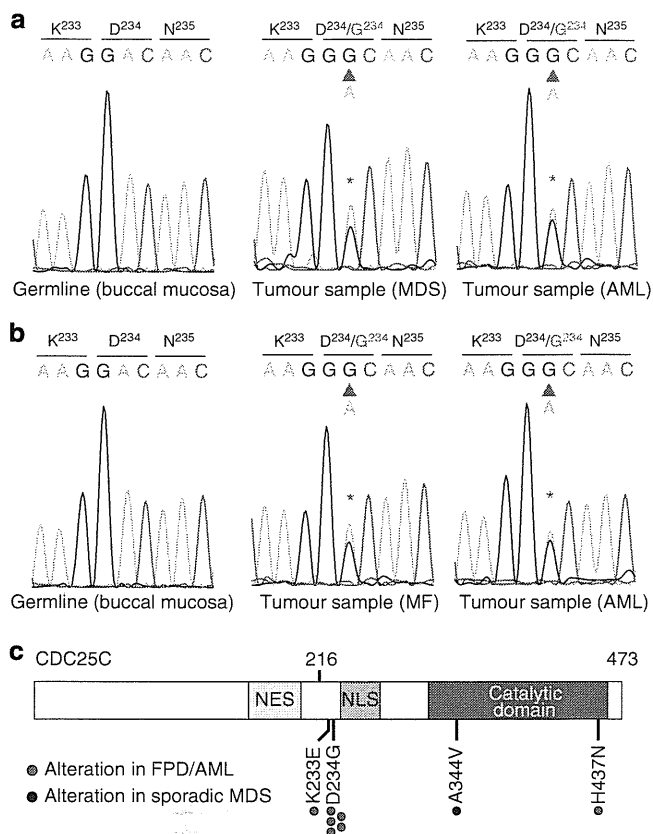 a
K233 D234 N235
A A G G A C A A C
Germline (buccal mucosa)
K233 D234/G234 N235
A A G G G C A A C
A
*
Tumour sample (MDS)
K233 D234/G234 N235
A A G G G C A A C
A
*
Tumour sample (AML)
b
K233 D234 N235
A A G G A C A A C
Germline (buccal mucosa)
K233 D234/G234 N235
A A G G G C A A C
A
*
Tumour sample (MF)
K233 D234/G234 N235
A A G G G C A A C
A
*
Tumour sample (AML)
c
CDC25C 216 473
NES NLS Catalytic domain
K233E
D234G
A344V
H437N
Alteration in FPD/AML
Alteration in sporadic MDS